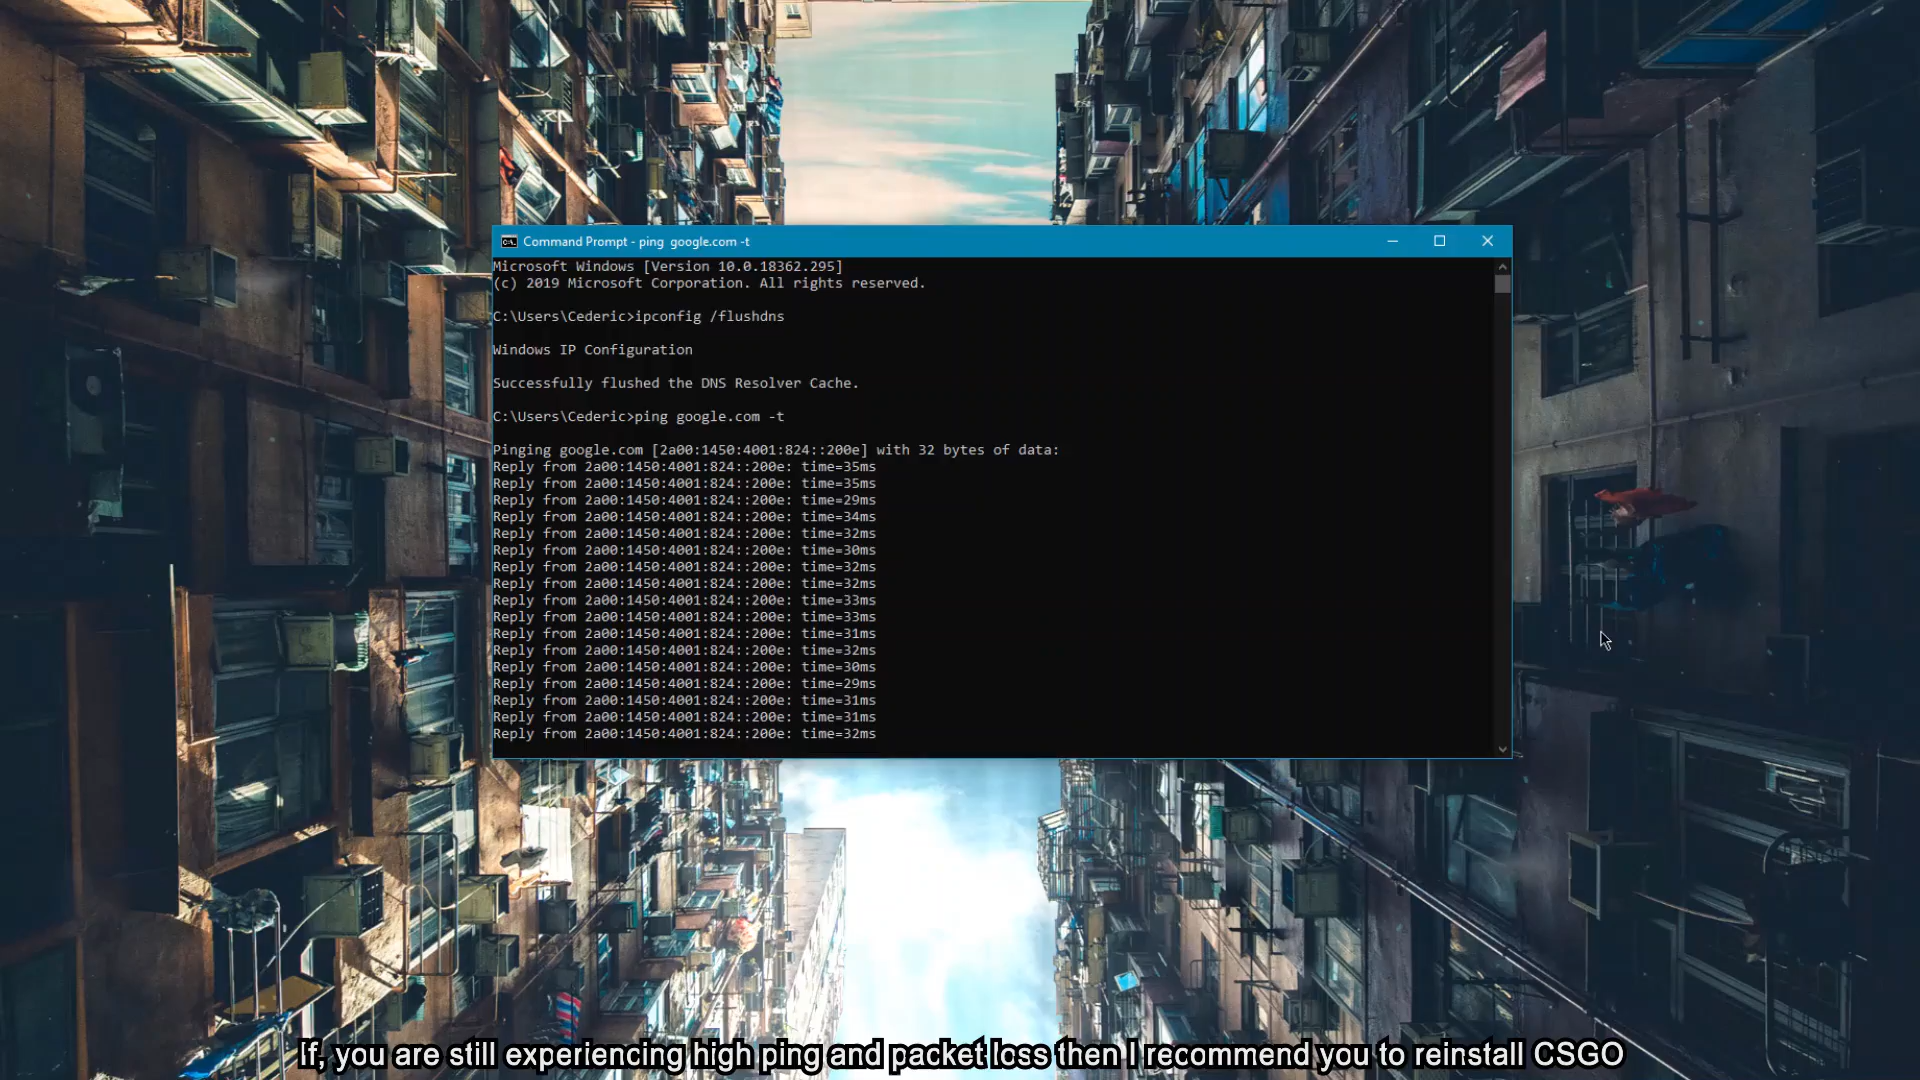 Command Prompt - ping  google.com -t
Microsoft Windows [Version 10.0.18362.295]
(c) 2019 Microsoft Corporation. All rights reserved.
C:\Users\Cederic>ipconfig /flushdns
Windows IP Configuration
Successfully flushed the DNS Resolver Cache.
C:\Users\Cederic>ping google.com -t
Pinging google.com [2a00:1450:4001:824::200e] with 32 bytes of data:
Reply from 2a00:1450:4001:824::200e: time=35ms
Reply from 2a00:1450:4001:824::200e: time=35ms
Reply from 2a00:1450:4001:824::200e: time=29ms
Reply from 2a00:1450:4001:824::200e: time=34ms
Reply from 2a00:1450:4001:824::200e: time=32ms
Reply from 2a00:1450:4001:824::200e: time=30ms
Reply from 2a00:1450:4001:824::200e: time=32ms
Reply from 2a00:1450:4001:824::200e: time=32ms
Reply from 2a00:1450:4001:824::200e: time=33ms
Reply from 2a00:1450:4001:824::200e: time=33ms
Reply from 2a00:1450:4001:824::200e: time=31ms
Reply from 2a00:1450:4001:824::200e: time=32ms
Reply from 2a00:1450:4001:824::200e: time=30ms
Reply from 2a00:1450:4001:824::200e: time=29ms
Reply from 2a00:1450:4001:824::200e: time=31ms
Reply from 2a00:1450:4001:824::200e: time=31ms
Reply from 2a00:1450:4001:824::200e: time=32ms
If, you are still experiencing high ping and packet loss then I recommend you to reinstall CSGO